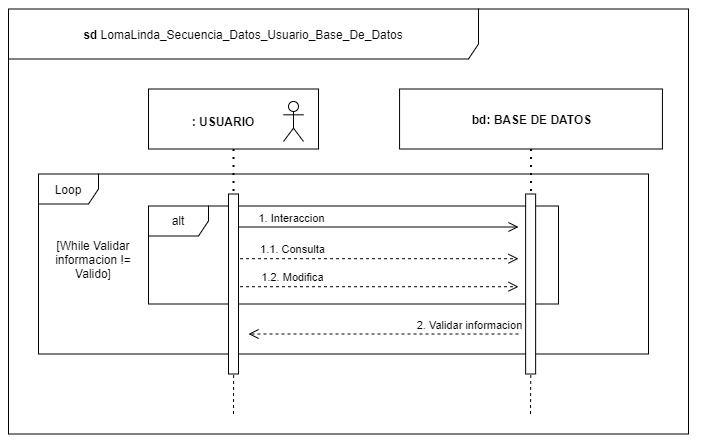 sd LomaLinda_Secuencia_Datos_Usuario_Base_De_Datos
: USUARIO
bd: BASE DE DATOS
Loop
[While Validar
informacion !=
Valido]
alt
1. Interaccion
1.1. Consulta
1.2. Modifica
2. Validar informacion